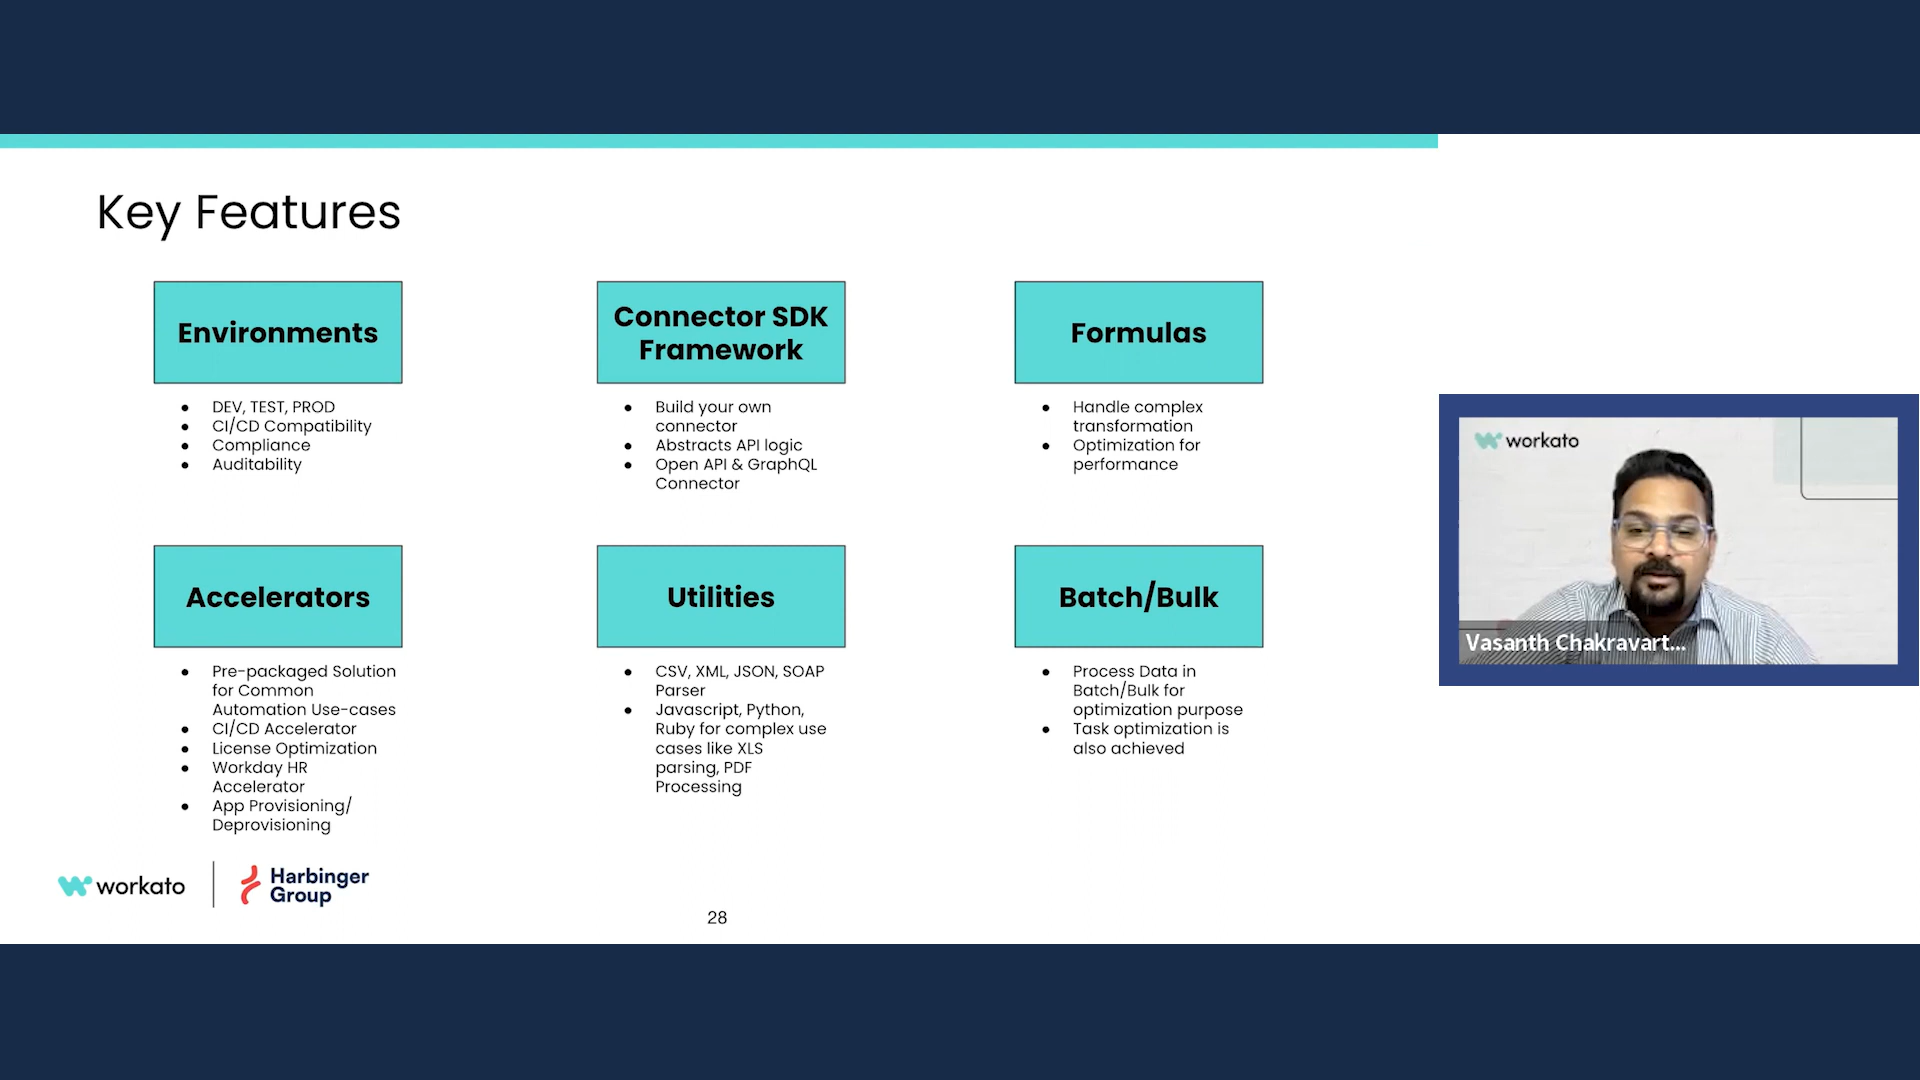 Key Features
Environments
DEV, TEST, PROD
CI/CD Compatibility
Compliance
Auditability
Connector SDK
Framework
Build your own
connector
Abstracts API logic
Open API & GraphQL
Connector
Formulas
Handle complex
transformation
Optimization for
performance
Accelerators
Pre-packaged Solution
for Common
Automation Use-cases
CI/CD Accelerator
License Optimization
Workday HR
Accelerator
App Provisioning/
Deprovisioning
Utilities
CSV, XML, JSON, SOAP
Parser
Javascript, Python,
Ruby for complex use
cases like XLS
parsing, PDF
Processing
Batch/Bulk
Process Data in
Batch/Bulk for
optimization purpose
Task optimization is
also achieved
workato
Harbinger
Group
28
workato
Vasanth Chakravart...